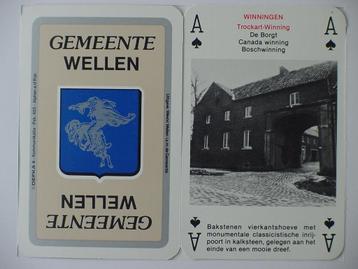 GEMEENTE
WELLEN
WELLEN
GEMEENTE
A
WINNINGEN
Trockart-Winning
De Borgt
Canada winning
Boschwinning
A
Bakstenen vierkantshoeve met
monumentale classicistische inrij-
poort in kalksteen, gelegen aan het
einde van een mooie dreef.
A
A